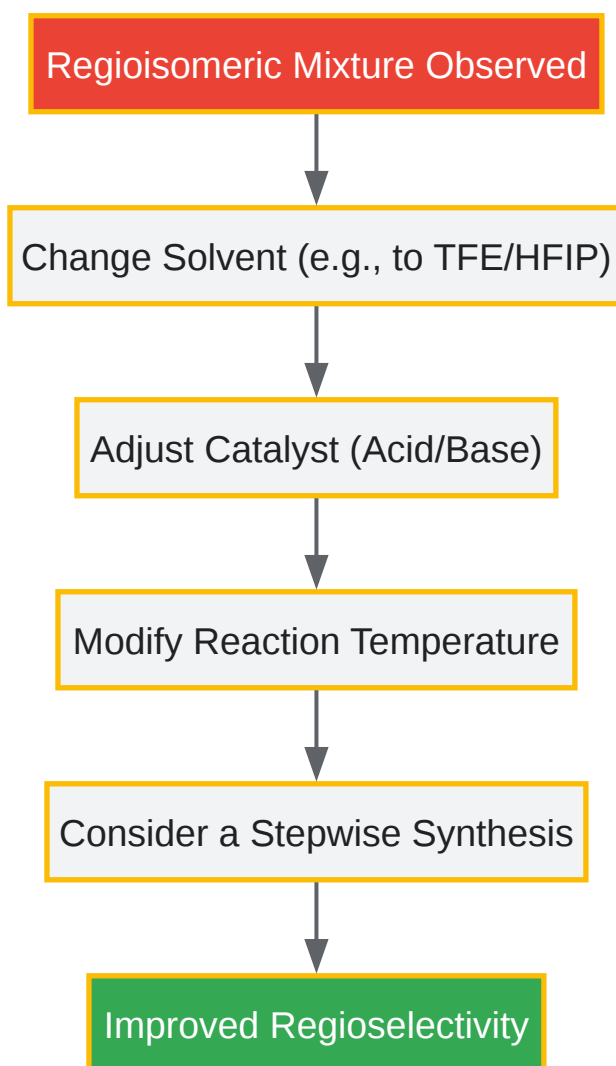 Regioisomeric Mixture Observed
Change Solvent (e.g., to TFE/HFIP)
Adjust Catalyst (Acid/Base)
Modify Reaction Temperature
Consider a Stepwise Synthesis
Improved Regioselectivity